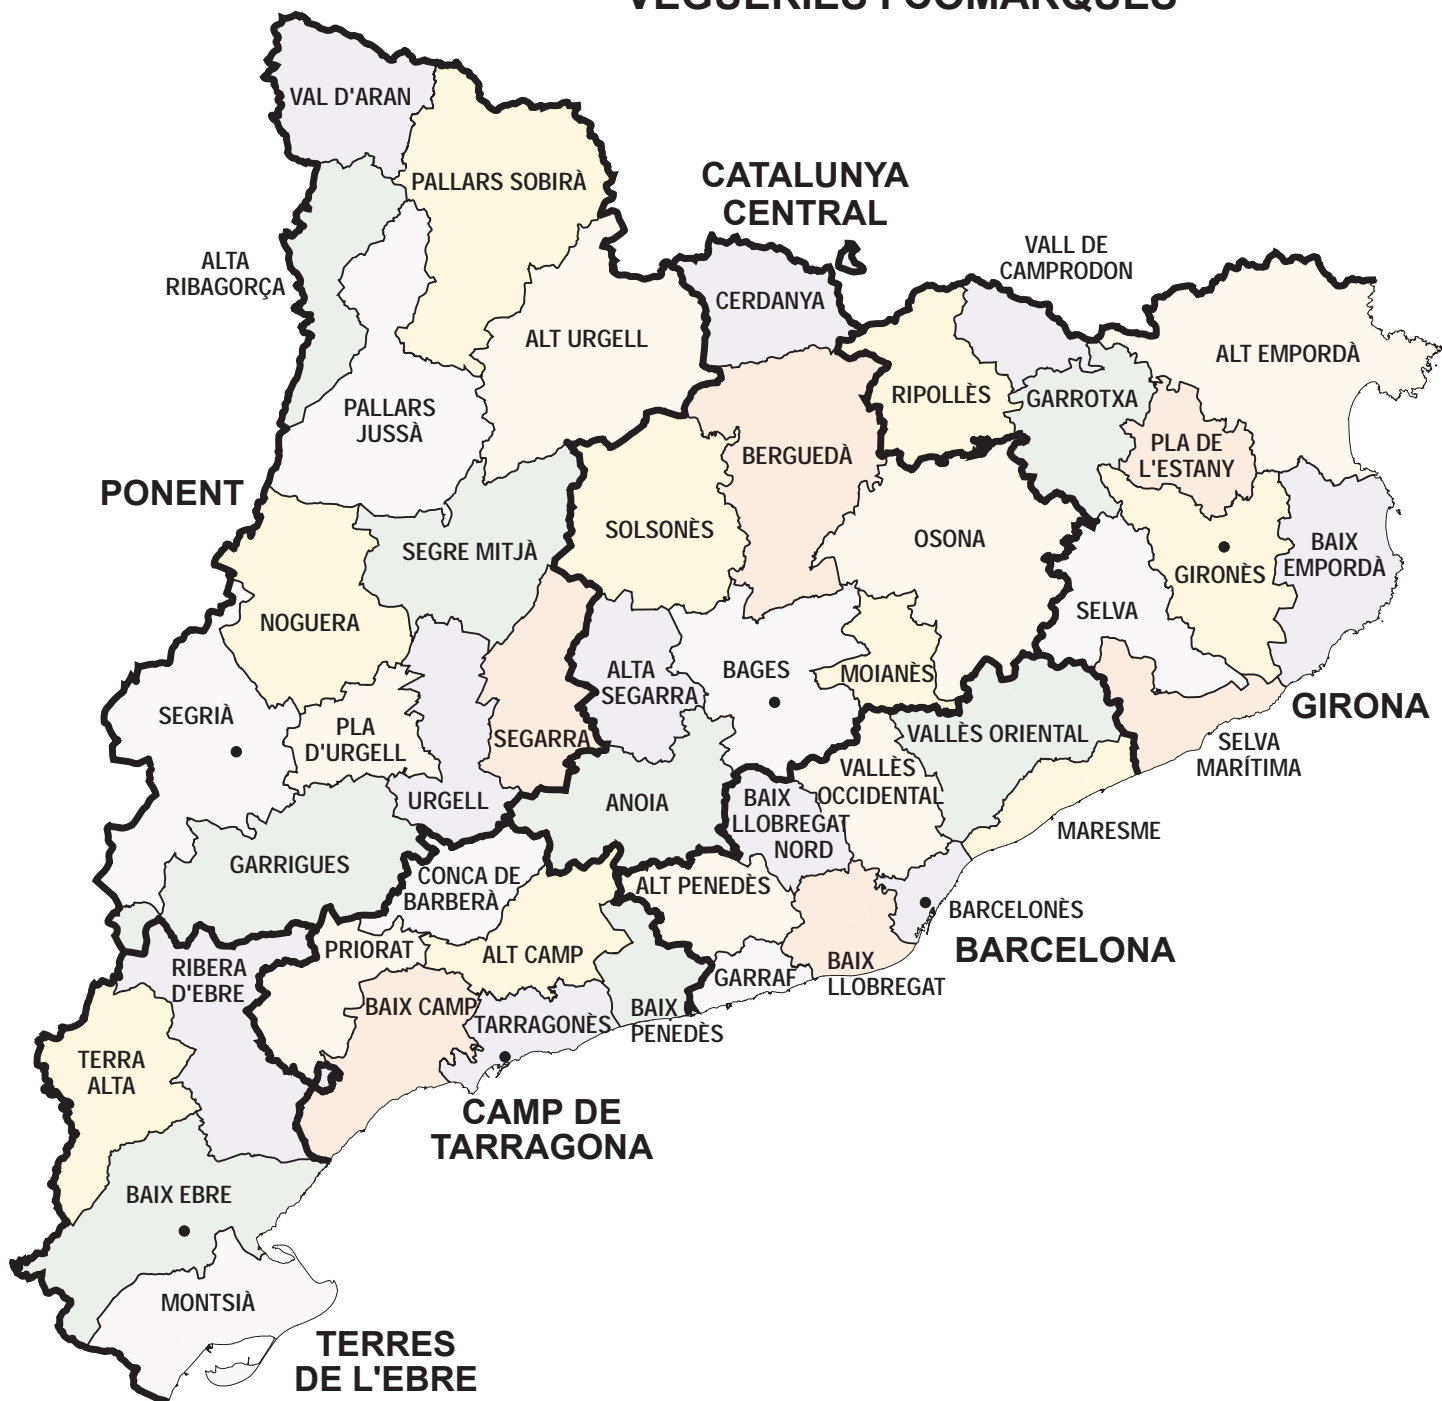 VEGUERIES I COMARQUES
VAL D'ARAN
PALLARS SOBIRÀ
CATALUNYA
CENTRAL
ALTA
RIBAGORÇA
VALL DE
CAMPRODON
CERDANYA
ALT URGELL
ALT EMPORDÀ
RIPOLLÈS
GARROTXA
PALLARS
JUSSÀ
PLA DE
L'ESTANY
BERGUEDÀ
PONENT
SOLSONÈS
OSONA
SEGRE MITJÀ
BAIX
EMPORDÀ
GIRONÈS
NOGUERA
SELVA
ALTA
SEGARRA
BAGES
MOIANÈS
GIRONA
SEGRIÀ
PLA
D'URGELL
SEGARRA
VALLÈS ORIENTAL
SELVA
MARÍTIMA
VALLÈS
OCCIDENTAL
URGELL
ANOIA
BAIX
LLOBREGAT
NORD
MARESME
GARRIGUES
CONCA DE
BARBERÀ
ALT PENEDÈS
BARCELONÈS
BARCELONA
PRIORAT
ALT CAMP
RIBERA
D'EBRE
BAIX
LLOBREGAT
GARRAF
BAIX CAMP
TARRAGONÈS
BAIX
PENEDÈS
TERRA
ALTA
CAMP DE
TARRAGONA
BAIX EBRE
MONTSIÀ
TERRES
DE L'EBRE